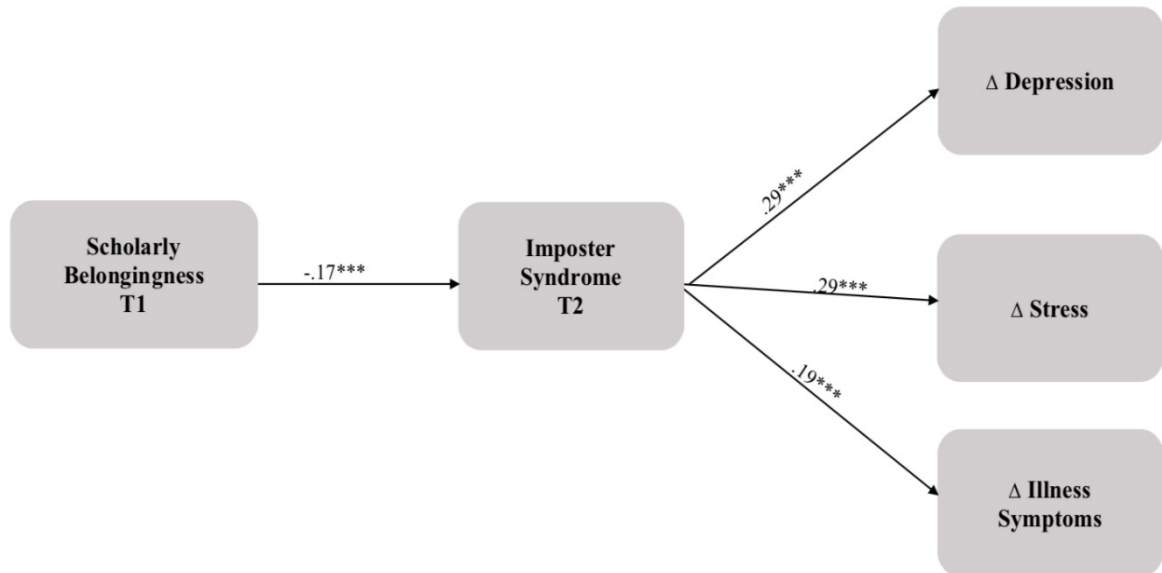 Scholarly
Belongingness
T1
-.17***
Imposter
Syndrome
T2
.29***
.29***
.19***
Δ Depression
Δ Stress
Δ Illness
Symptoms